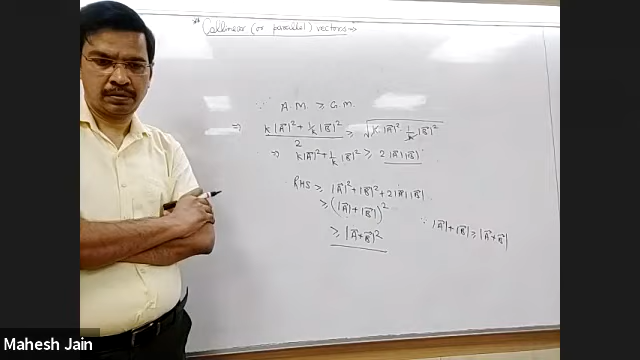 * Collinear (or parallel) vectors →
∵ A.M. ≥ G.M.
⇒ (K|A⃗|² + 1/K |B⃗|²)/2 ≥ √(K|A⃗|² · 1/K |B⃗|²)
⇒ K|A⃗|² + 1/K |B⃗|² ≥ 2|A⃗||B⃗|
RHS ≥ |A⃗|² + |B⃗|² + 2|A⃗||B⃗|
≥ (|A⃗| + |B⃗|)²
∵ |A⃗| + |B⃗| ≥ |A⃗ + B⃗|
≥ |A⃗ + B⃗|²
Mahesh Jain